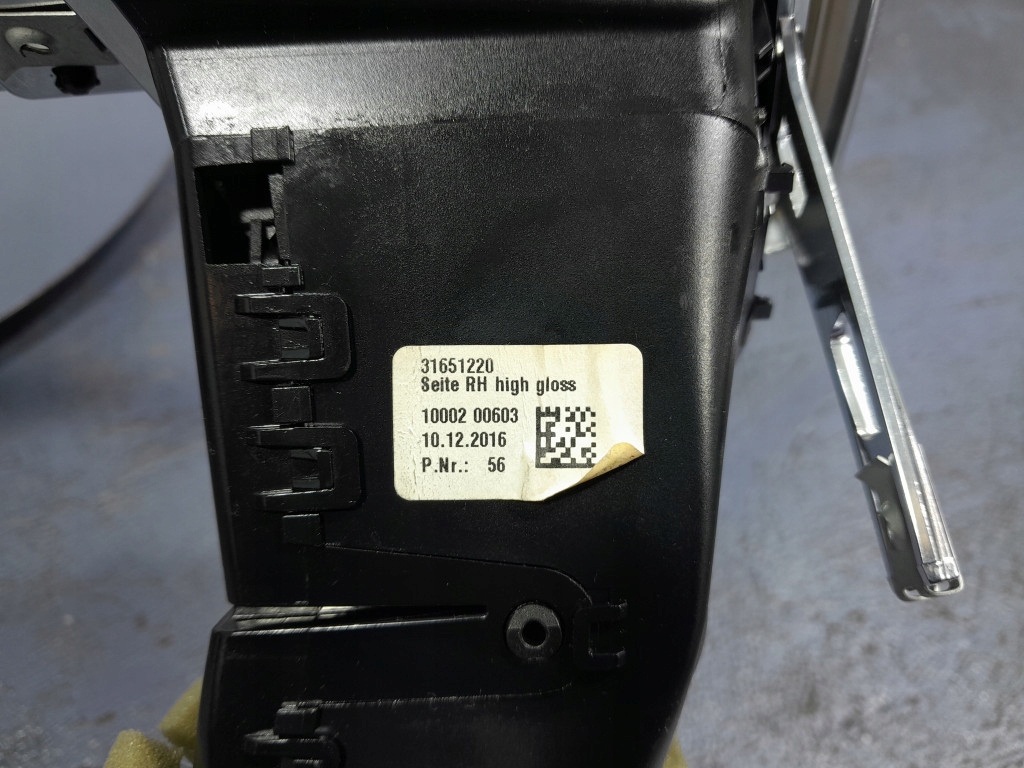 31651220
Seite RH high gloss
10002 00603
10.12.2016
P.Nr.: 56